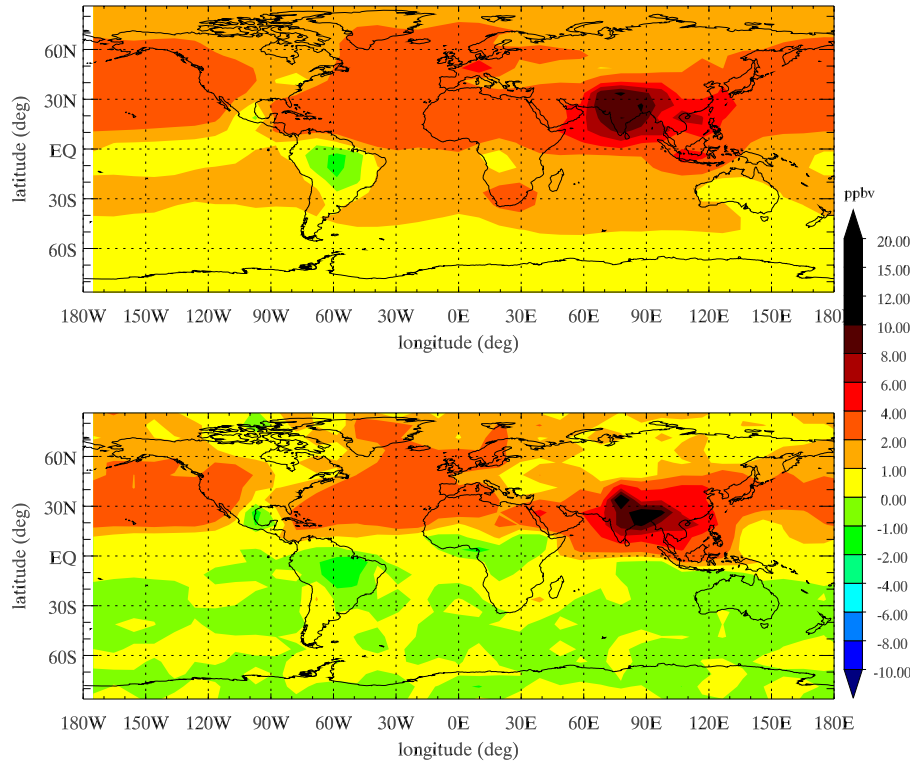 60N
30N
EQ
30S
60S
latitude (deg)
180W 150W 120W 90W 60W 30W 0E 30E 60E 90E 120E 150E 180E
longitude (deg)
ppbv
20.00
15.00
12.00
10.00
8.00
6.00
4.00
2.00
1.00
0.00
-1.00
-2.00
-4.00
-6.00
-8.00
-10.00
60N
30N
EQ
30S
60S
latitude (deg)
180W 150W 120W 90W 60W 30W 0E 30E 60E 90E 120E 150E 180E
longitude (deg)